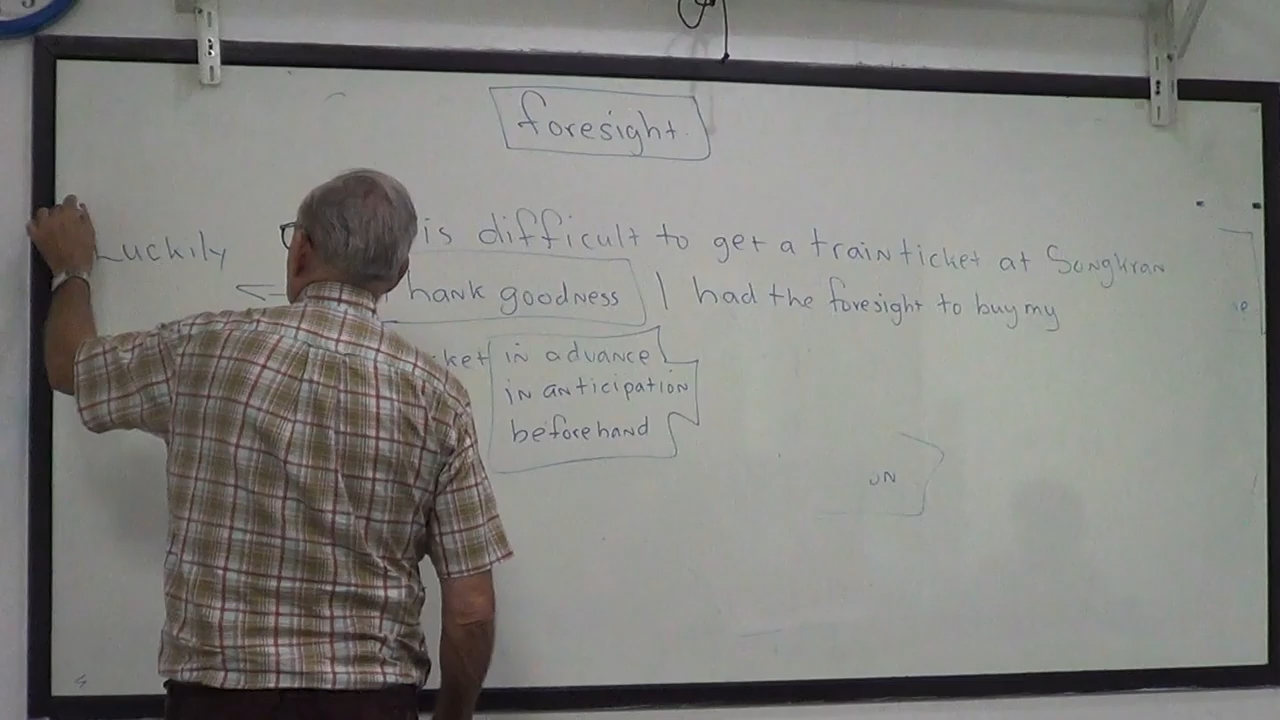 foresight
is difficult to get a train ticket at Songkran
Luckily
hank goodness I had the foresight to buy my
ket in advance
in anticipation
beforehand